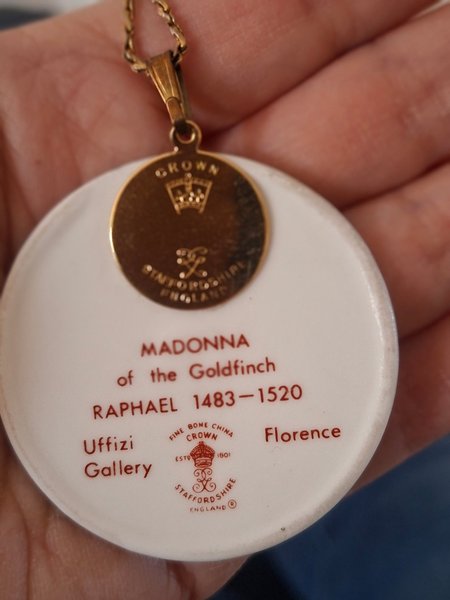 CROWN
STAFFORDSHIRE
ENGLAND
MADONNA
of the Goldfinch
RAPHAEL 1483–1520
Uffizi
Gallery
Florence
FINE BONE CHINA
CROWN
ESTD 1801
STAFFORDSHIRE
ENGLAND ®